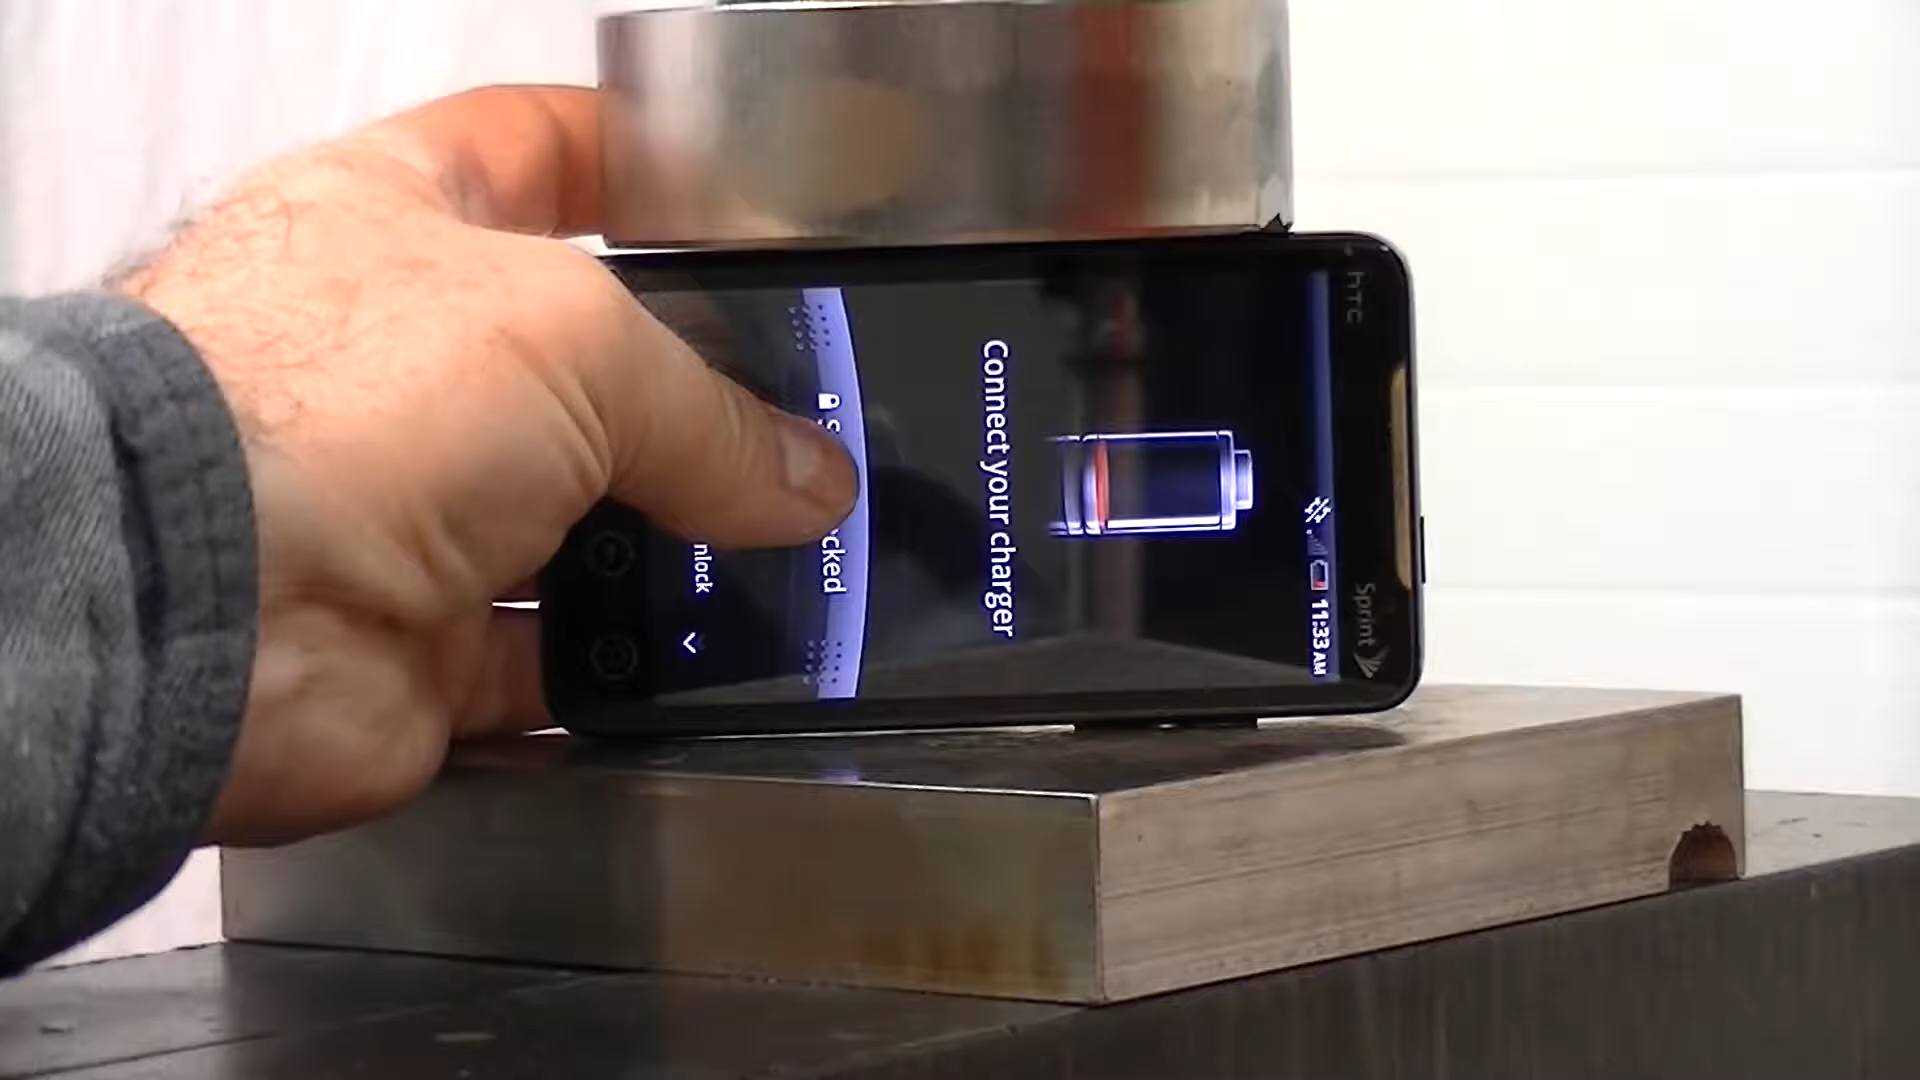 hTC
Sprint
11:33 AM
Connect your charger
cked
nlock